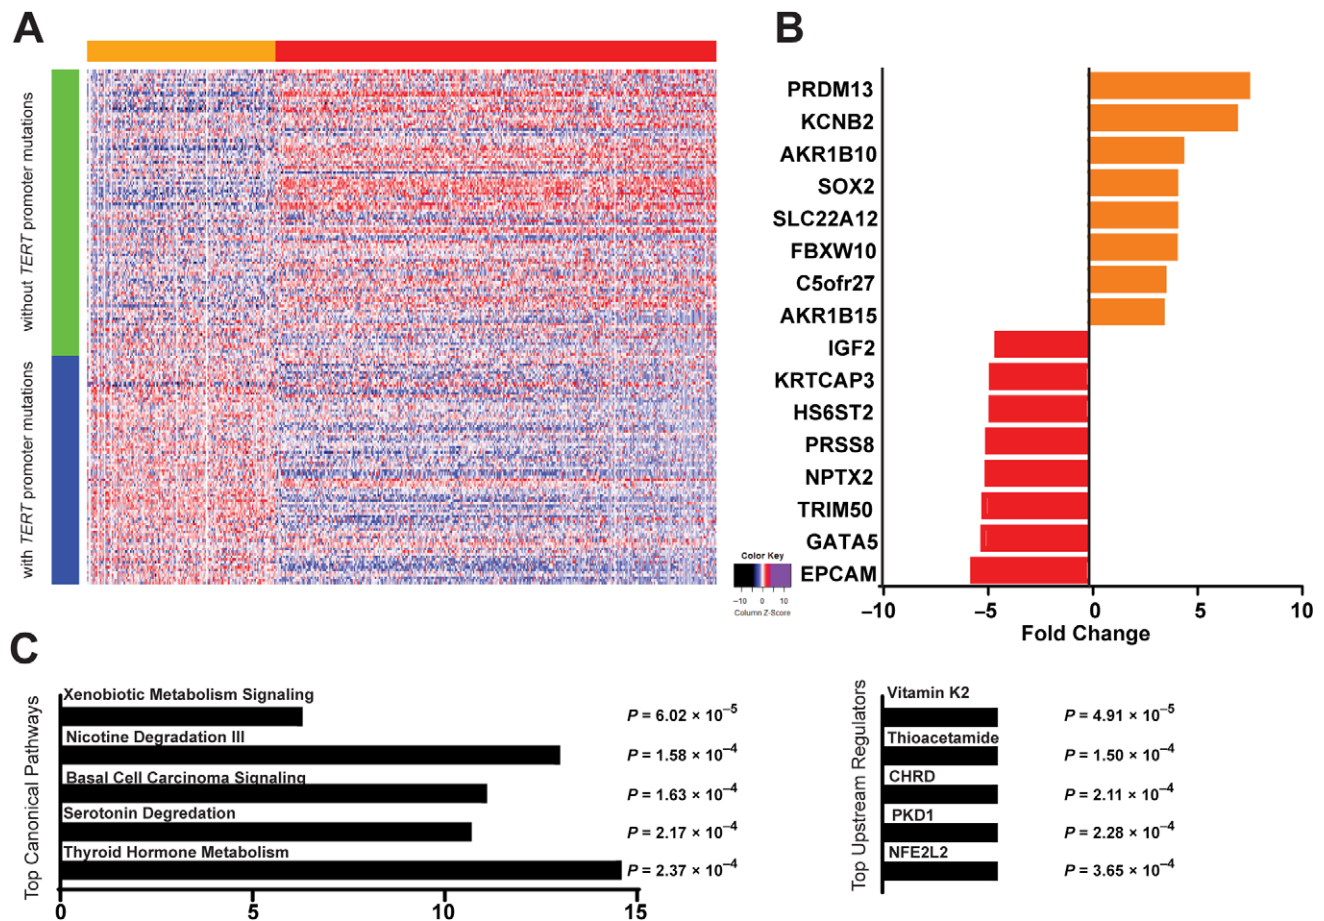 A
without TERT promoter mutations
with TERT promoter mutations
Color Key
–10 0 10
Column Z-Score
B
PRDM13
KCNB2
AKR1B10
SOX2
SLC22A12
FBXW10
C5ofr27
AKR1B15
IGF2
KRTCAP3
HS6ST2
PRSS8
NPTX2
TRIM50
GATA5
EPCAM
–10 –5 0 5 10
Fold Change
C
Top Canonical Pathways
Xenobiotic Metabolism Signaling
P = 6.02 × 10⁻⁵
Nicotine Degradation III
P = 1.58 × 10⁻⁴
Basal Cell Carcinoma Signaling
P = 1.63 × 10⁻⁴
Serotonin Degredation
P = 2.17 × 10⁻⁴
Thyroid Hormone Metabolism
P = 2.37 × 10⁻⁴
0 5 10 15
Top Upstream Regulators
Vitamin K2
P = 4.91 × 10⁻⁵
Thioacetamide
P = 1.50 × 10⁻⁴
CHRD
P = 2.11 × 10⁻⁴
PKD1
P = 2.28 × 10⁻⁴
NFE2L2
P = 3.65 × 10⁻⁴